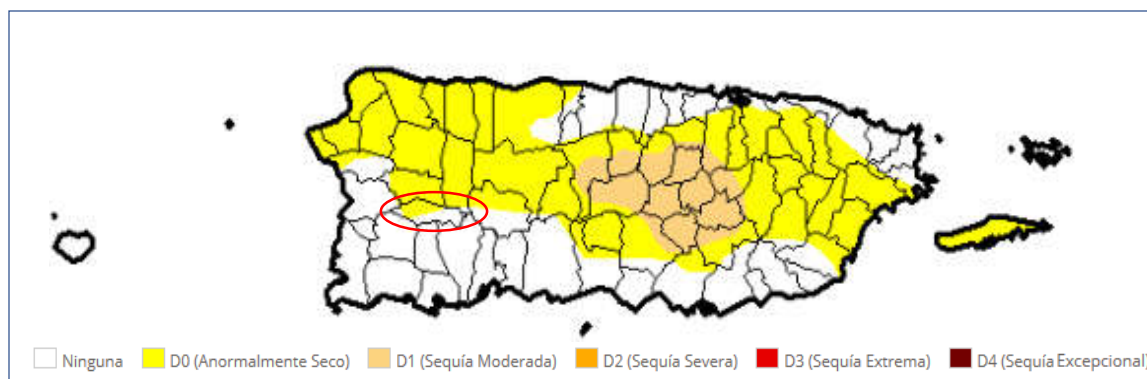 Ninguna D0 (Anormalmente Seco) D1 (Sequía Moderada) D2 (Sequía Severa) D3 (Sequía Extrema) D4 (Sequía Excepcional)